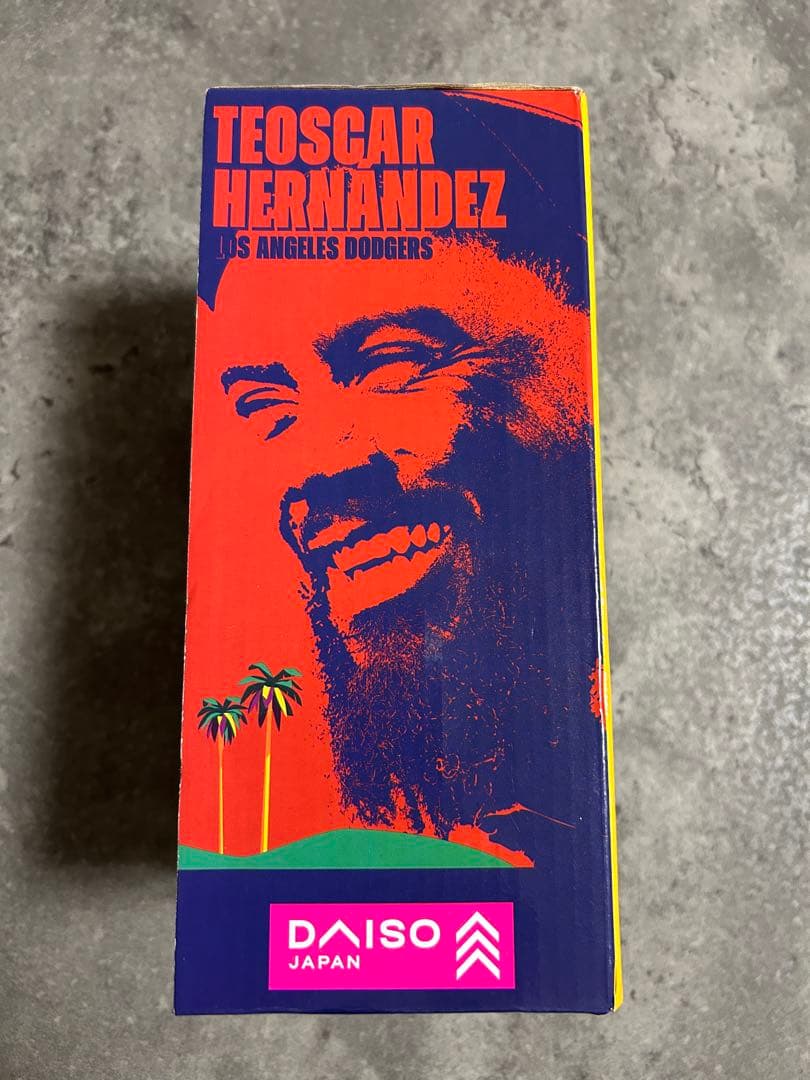 TEOSCAR
HERNÁNDEZ
LOS ANGELES DODGERS
DAISO
JAPAN